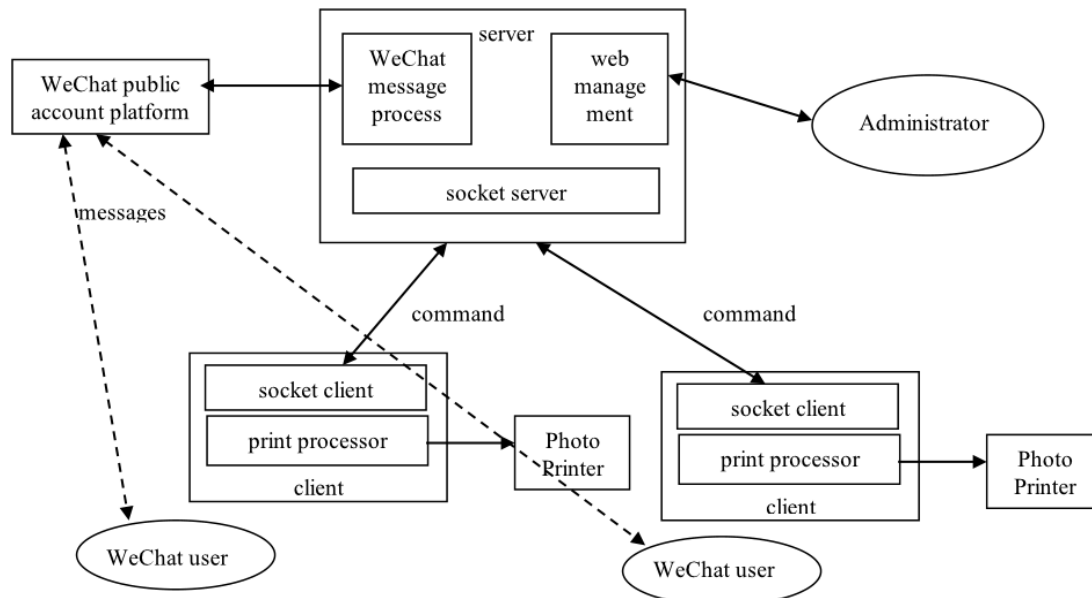 server
WeChat public
account platform
WeChat
message
process
web
manage
ment
Administrator
socket server
messages
command
command
socket client
print processor
client
Photo
Printer
socket client
print processor
client
Photo
Printer
WeChat user
WeChat user